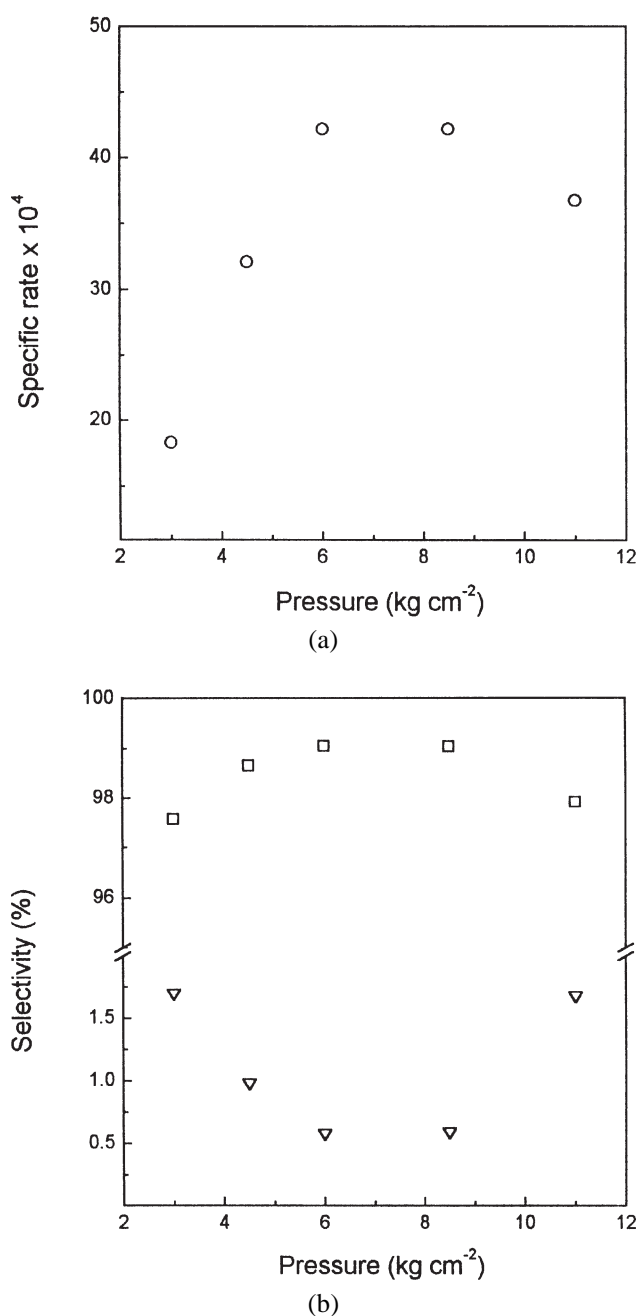 50
40
30
20
Specific rate x 10⁴
2 4 6 8 10 12
Pressure (kg cm⁻²)
(a)
100
98
96
1.5
1.0
0.5
Selectivity (%)
2 4 6 8 10 12
Pressure (kg cm⁻²)
(b)